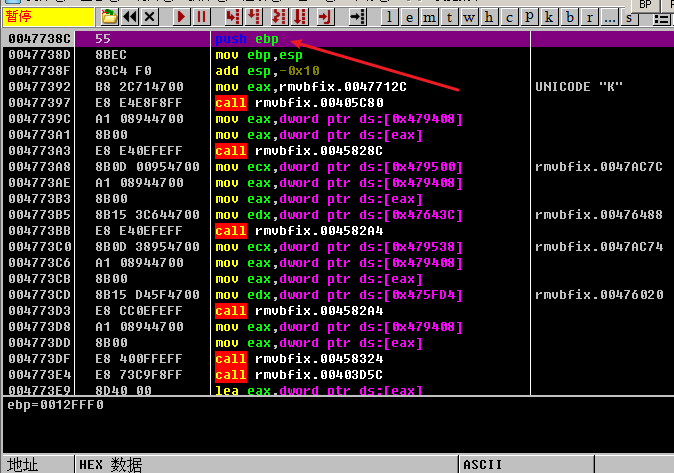 BP
暂停 l e m t w h c p k b r ... s
0047738C 55 push ebp
0047738D 8BEC mov ebp,esp
0047738F 83C4 F0 add esp,-0x10
00477392 B8 2C714700 mov eax,rmvbfix.0047712C UNICODE "K"
00477397 E8 E4E8F8FF call rmvbfix.00405C80
0047739C A1 08944700 mov eax,dword ptr ds:[0x479408]
004773A1 8B00 mov eax,dword ptr ds:[eax]
004773A3 E8 E40EFEFF call rmvbfix.0045828C
004773A8 8B0D 00954700 mov ecx,dword ptr ds:[0x479500] rmvbfix.0047AC7C
004773AE A1 08944700 mov eax,dword ptr ds:[0x479408]
004773B3 8B00 mov eax,dword ptr ds:[eax]
004773B5 8B15 3C644700 mov edx,dword ptr ds:[0x47643C] rmvbfix.00476488
004773BB E8 E40EFEFF call rmvbfix.004582A4
004773C0 8B0D 38954700 mov ecx,dword ptr ds:[0x479538] rmvbfix.0047AC74
004773C6 A1 08944700 mov eax,dword ptr ds:[0x479408]
004773CB 8B00 mov eax,dword ptr ds:[eax]
004773CD 8B15 D45F4700 mov edx,dword ptr ds:[0x475FD4] rmvbfix.00476020
004773D3 E8 CC0EFEFF call rmvbfix.004582A4
004773D8 A1 08944700 mov eax,dword ptr ds:[0x479408]
004773DD 8B00 mov eax,dword ptr ds:[eax]
004773DF E8 400FFEFF call rmvbfix.00458324
004773E4 E8 73C9F8FF call rmvbfix.00403D5C
004773E9 8D40 00 lea eax,dword ptr ds:[eax]
ebp=0012FFF0
地址 HEX 数据 ASCII